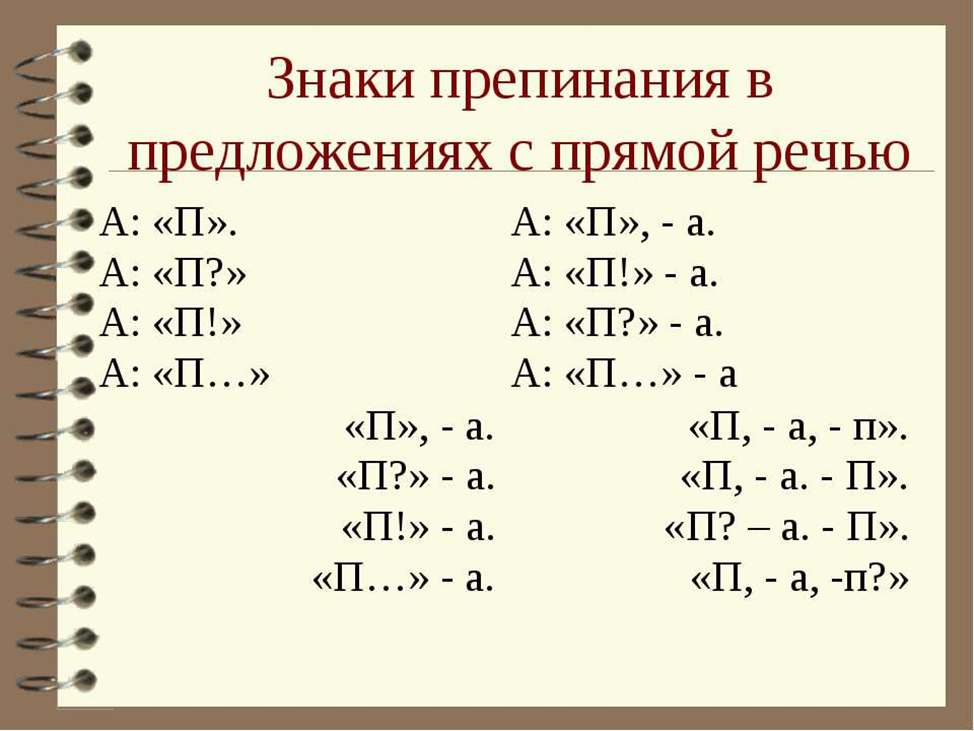 Знаки препинания в
предложениях с прямой речью
А: «П».
А: «П?»
А: «П!»
А: «П…»
А: «П», - а.
А: «П!» - а.
А: «П?» - а.
А: «П…» - а
«П», - а.
«П?» - а.
«П!» - а.
«П…» - а.
«П, - а, - п».
«П, - а. - П».
«П? – а. - П».
«П, - а, -п?»